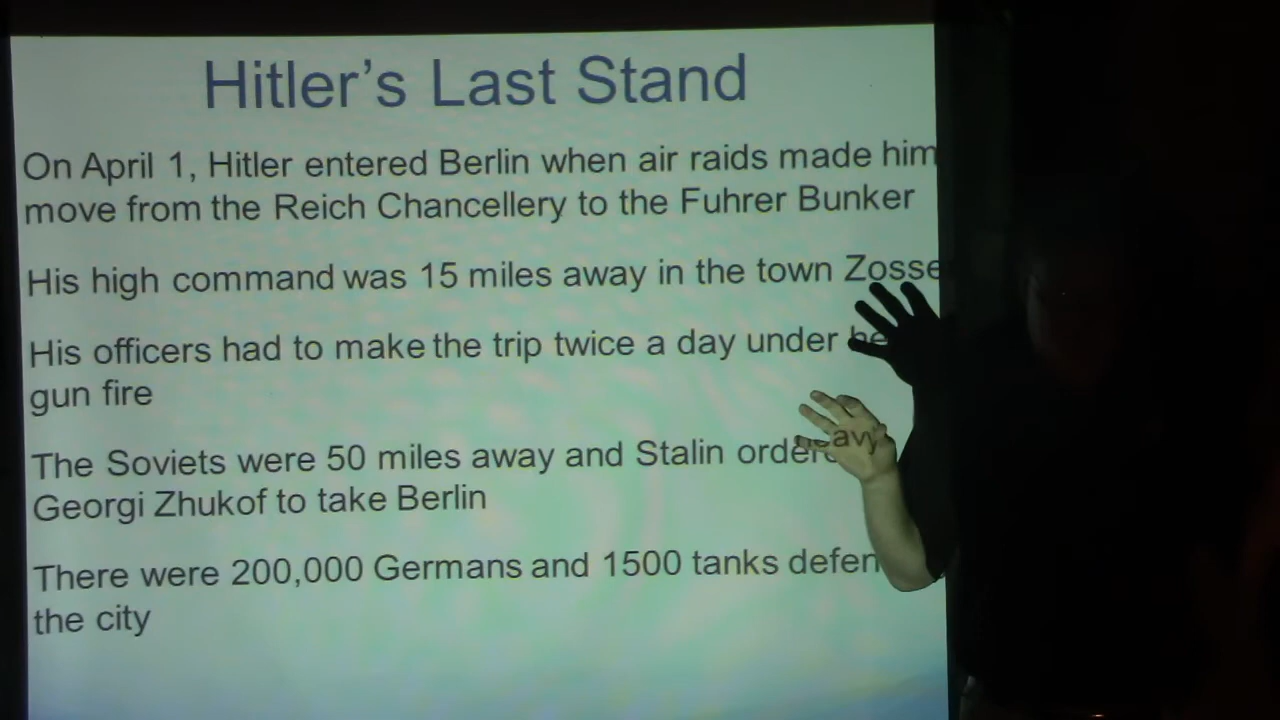 Hitler's Last Stand
On April 1, Hitler entered Berlin when air raids made him
move from the Reich Chancellery to the Fuhrer Bunker
His high command was 15 miles away in the town Zosse
His officers had to make the trip twice a day under heavy
gun fire
The Soviets were 50 miles away and Stalin order
Georgi Zhukof to take Berlin
There were 200,000 Germans and 1500 tanks defen
the city